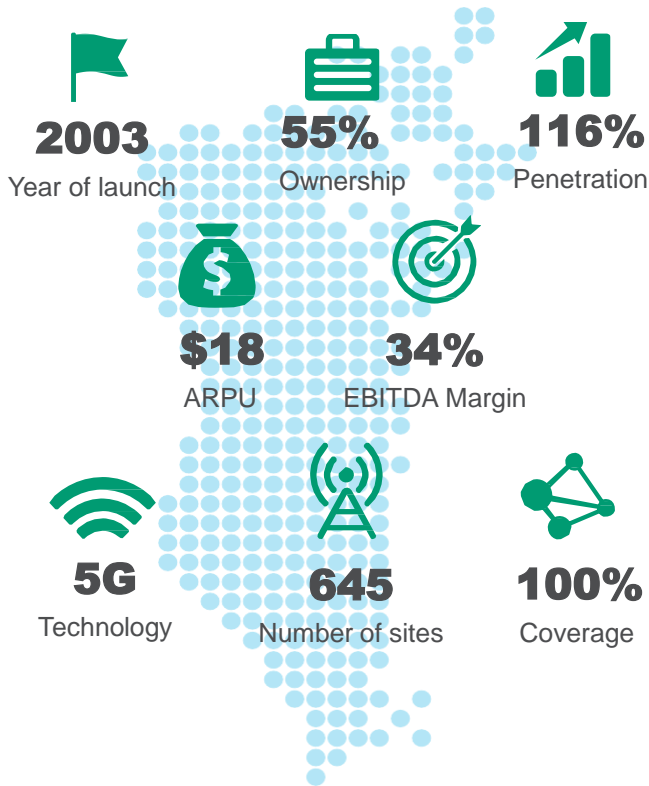 2003
Year of launch
55%
Ownership
116%
Penetration
$18
ARPU
34%
EBITDA Margin
5G
Technology
645
Number of sites
100%
Coverage